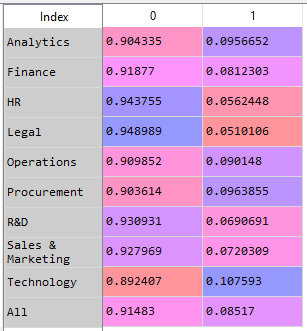 Index 0 1
Analytics 0.904335 0.0956652
Finance 0.91877 0.0812303
HR 0.943755 0.0562448
Legal 0.948989 0.0510106
Operations 0.909852 0.090148
Procurement 0.903614 0.0963855
R&D 0.930931 0.0690691
Sales &
Marketing 0.927969 0.0720309
Technology 0.892407 0.107593
All 0.91483 0.08517